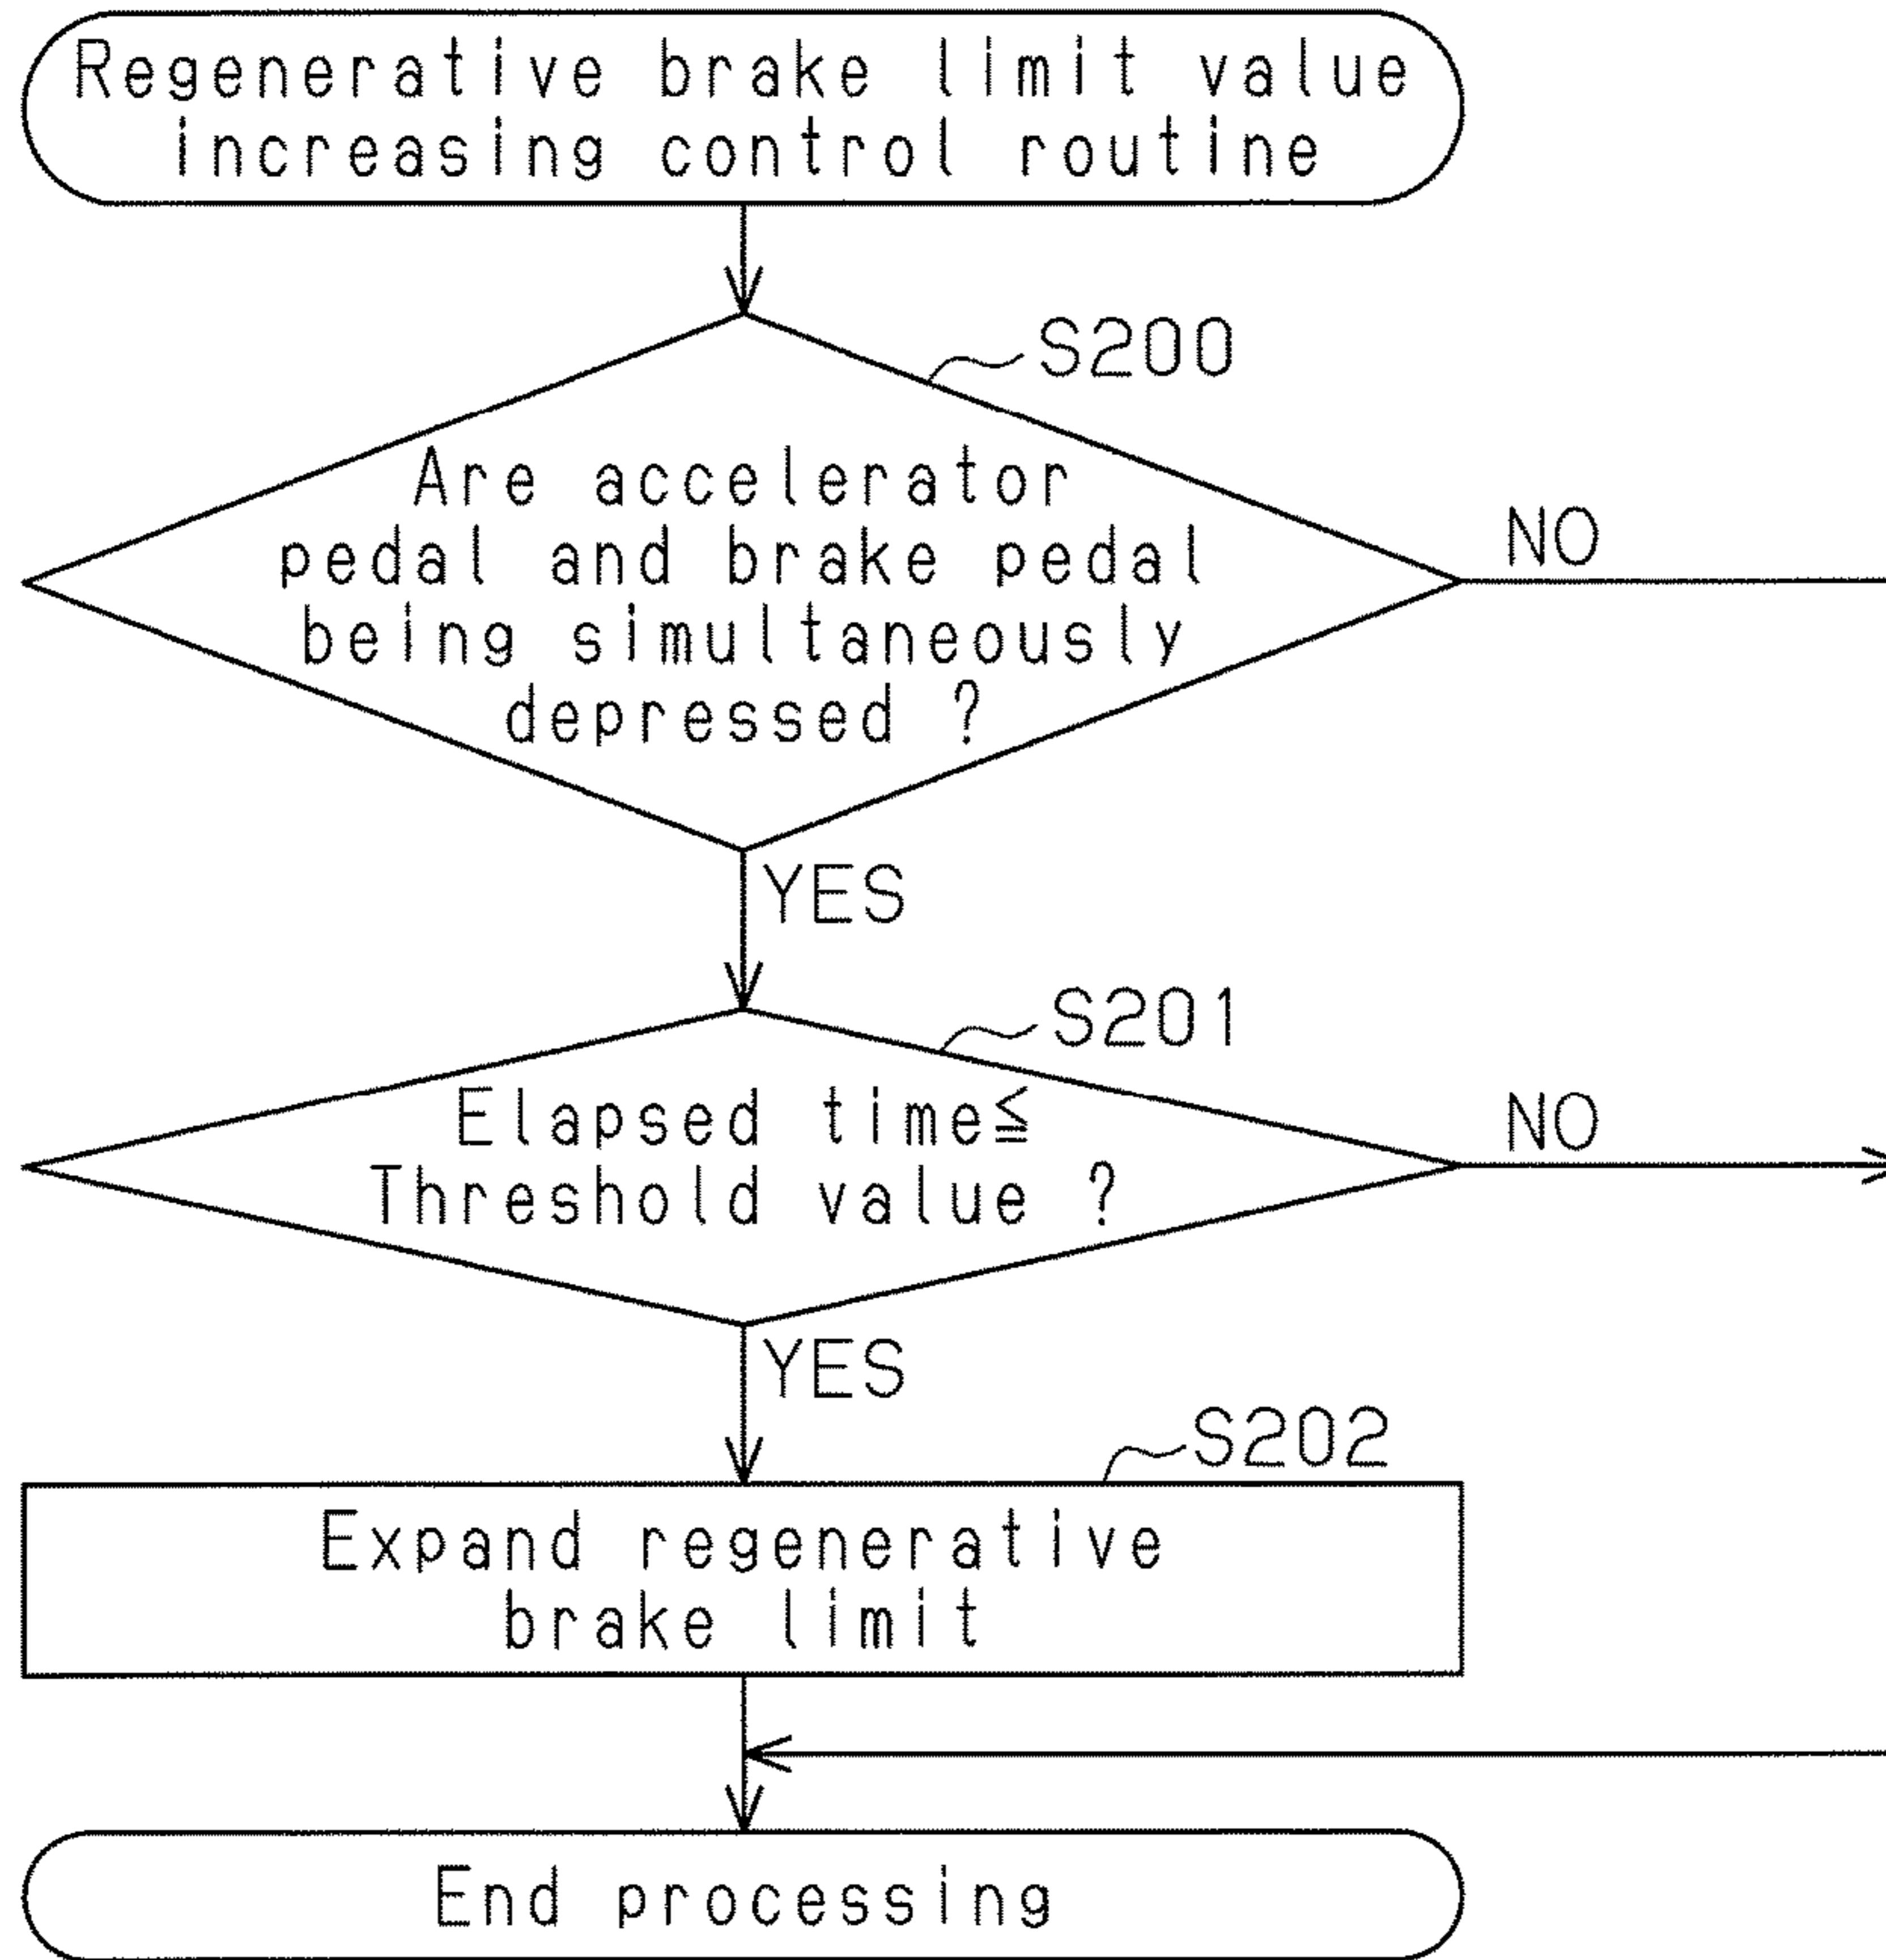 Regenerative brake limit value
increasing control routine
S200
Are accelerator
pedal and brake pedal
being simultaneously
depressed ?
NO
YES
S201
Elapsed time≦
Threshold value ?
NO
YES
S202
Expand regenerative
brake limit
End processing